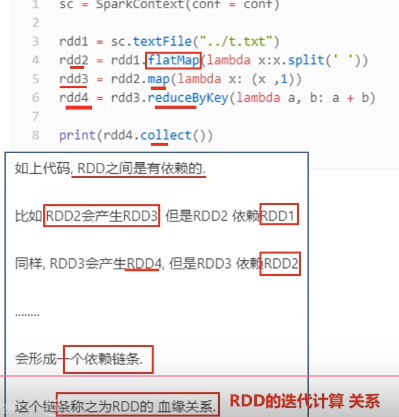 1 sc = SparkContext(conf = conf)
2
3 rdd1 = sc.textFile("../t.txt")
4 rdd2 = rdd1.flatMap(lambda x:x.split(' '))
5 rdd3 = rdd2.map(lambda x: (x ,1))
6 rdd4 = rdd3.reduceByKey(lambda a, b: a + b)
7
8 print(rdd4.collect())
如上代码, RDD之间是有依赖的.
比如 RDD2会产生RDD3 但是RDD2 依赖RDD1
同样, RDD3会产生RDD4, 但是RDD3 依赖RDD2
........
会形成一个依赖链条.
这个链条称之为RDD的 血缘关系.
RDD的迭代计算 关系